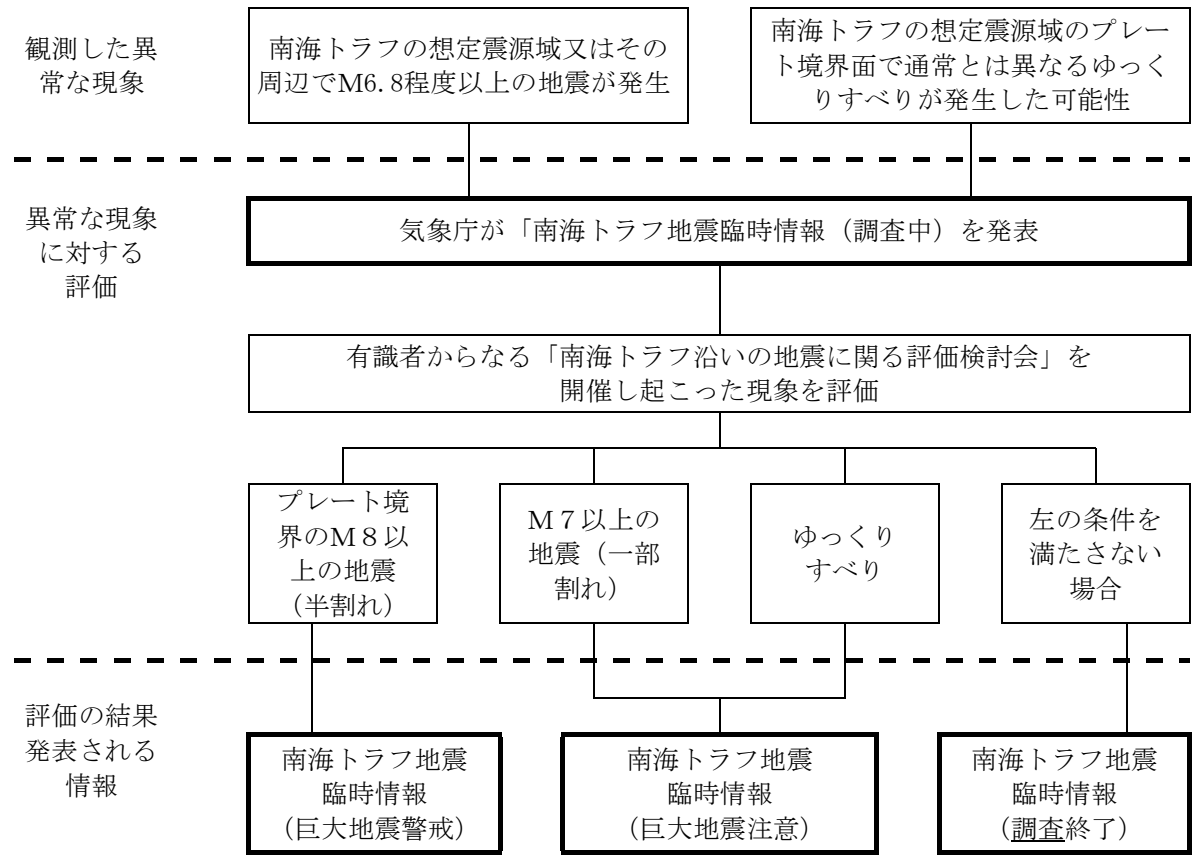 観測した異
常な現象
南海トラフの想定震源域又はその
周辺でM6.8程度以上の地震が発生
南海トラフの想定震源域のプレー
ト境界面で通常とは異なるゆっく
りすべりが発生した可能性
異常な現象
に対する
評価
気象庁が「南海トラフ地震臨時情報（調査中）を発表
有識者からなる「南海トラフ沿いの地震に関る評価検討会」を
開催し起こった現象を評価
プレート境
界のM８以
上の地震
（半割れ）
M７以上の
地震（一部
割れ）
ゆっくり
すべり
左の条件を
満たさない
場合
評価の結果
発表される
情報
南海トラフ地震
臨時情報
（巨大地震警戒）
南海トラフ地震
臨時情報
（巨大地震注意）
南海トラフ地震
臨時情報
（調査終了）